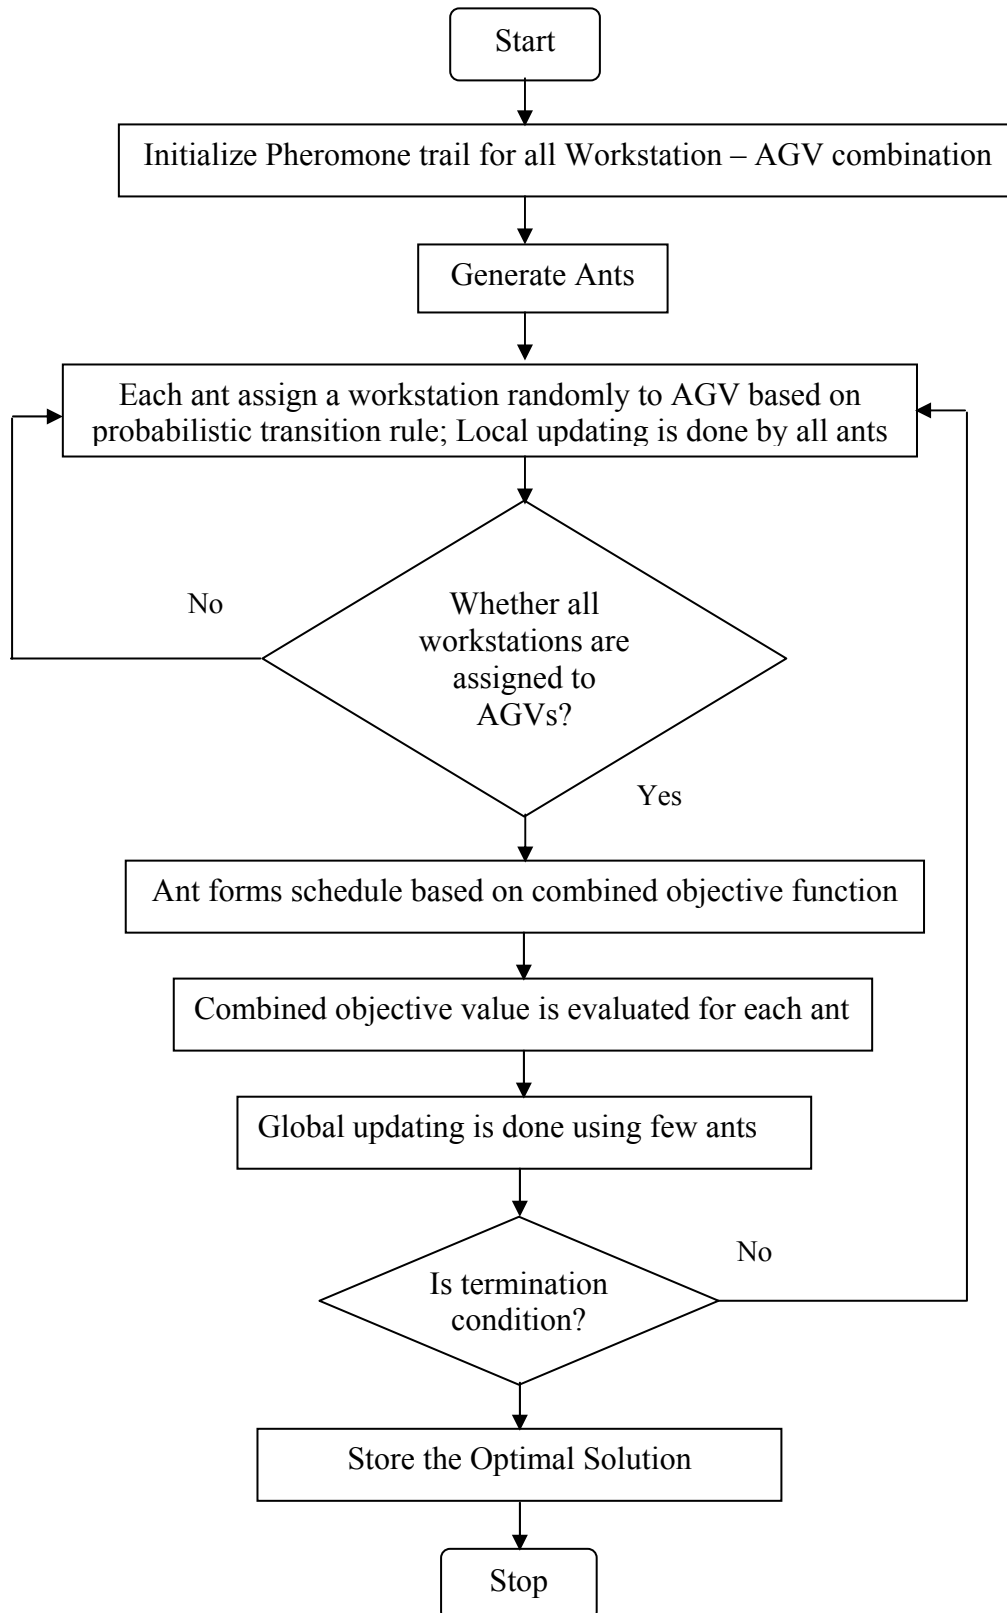 Start
Initialize Pheromone trail for all Workstation – AGV combination
Generate Ants
Each ant assign a workstation randomly to AGV based on
probabilistic transition rule; Local updating is done by all ants
No
Whether all
workstations are
assigned to
AGVs?
Yes
Ant forms schedule based on combined objective function
Combined objective value is evaluated for each ant
Global updating is done using few ants
No
Is termination
condition?
Store the Optimal Solution
Stop